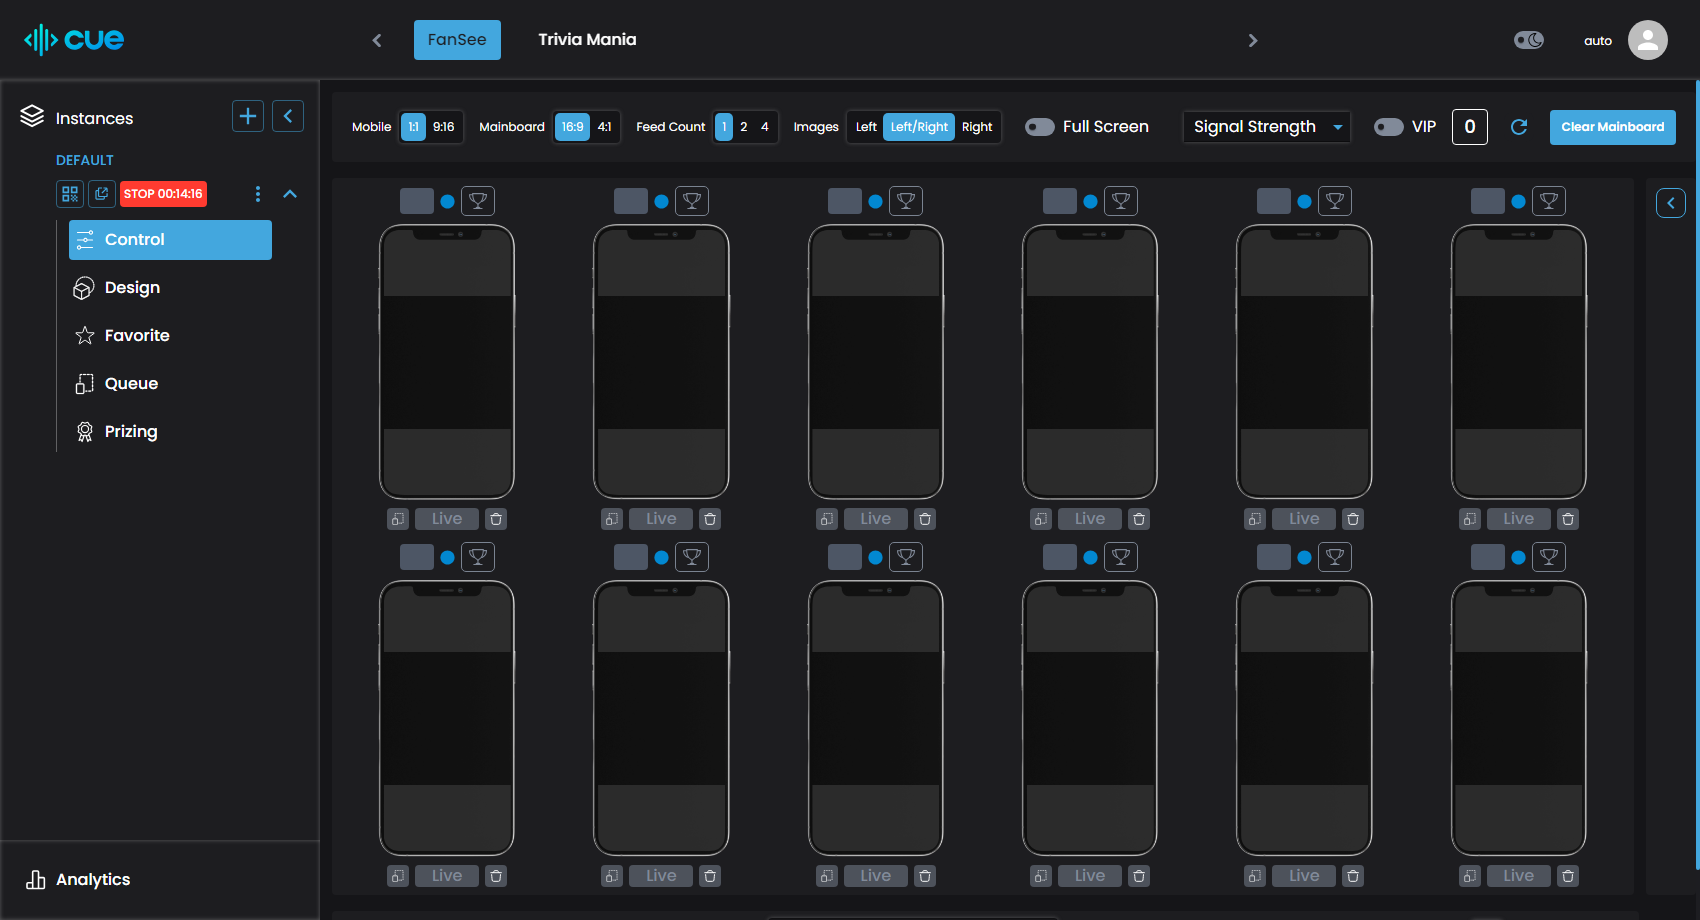 cue
FanSee
Trivia Mania
auto
Instances
DEFAULT
STOP 00:14:16
Control
Design
Favorite
Queue
Prizing
Analytics
Mobile 1:1 9:16 Mainboard 16:9 4:1 Feed Count 1 2 4 Images Left Left/Right Right Full Screen Signal Strength VIP 0 Clear Mainboard
Live Live Live Live Live Live
Live Live Live Live Live Live